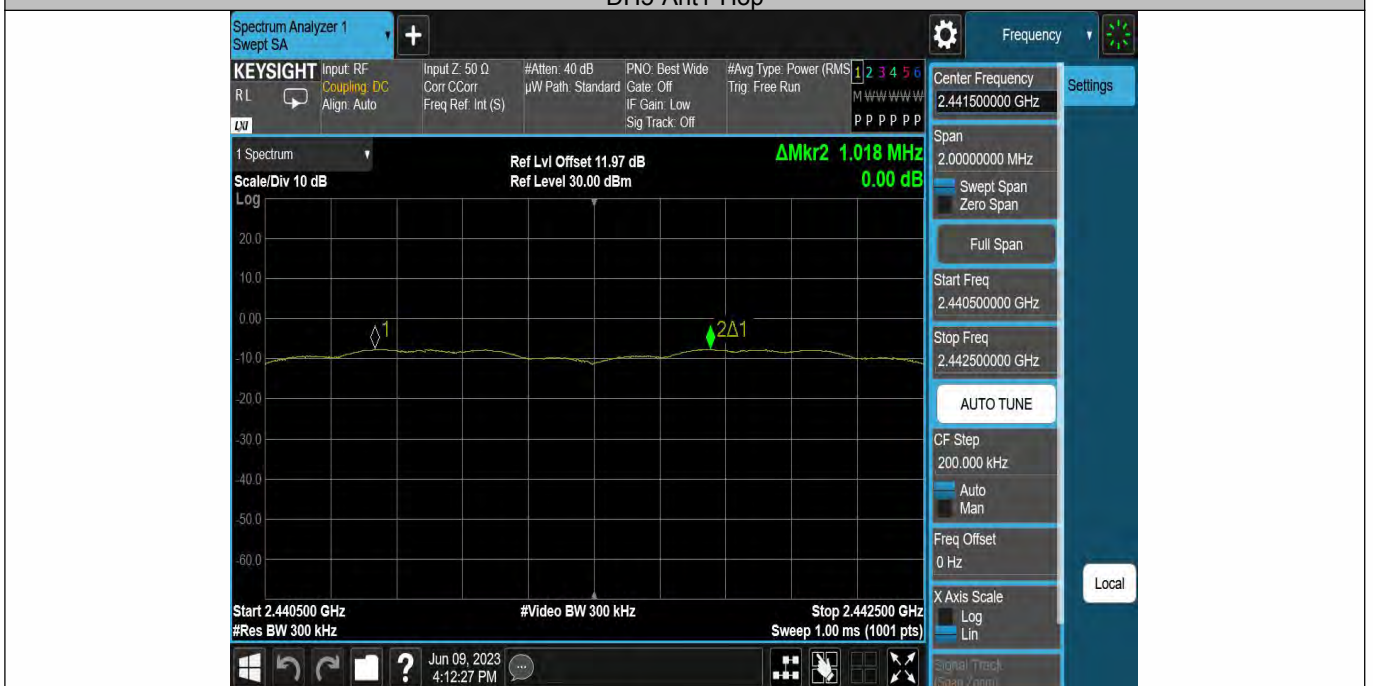 DH5-Ant1-Hop
Spectrum Analyzer 1
Swept SA
Frequency
KEYSIGHT
RL
LXI
Input: RF
Coupling: DC
Align: Auto
Input Z: 50 Ω
Corr CCorr
Freq Ref: Int (S)
#Atten: 40 dB
µW Path: Standard
PNO: Best Wide
Gate: Off
IF Gain: Low
Sig Track: Off
#Avg Type: Power (RMS
Trig: Free Run
1 2 3 4 5 6
M W W W W W
P P P P P P
1 Spectrum
Scale/Div 10 dB
Log
Ref Lvl Offset 11.97 dB
Ref Level 30.00 dBm
ΔMkr2 1.018 MHz
0.00 dB
20.0
10.0
0.00
-10.0
-20.0
-30.0
-40.0
-50.0
-60.0
1
2Δ1
Start 2.440500 GHz
#Res BW 300 kHz
#Video BW 300 kHz
Stop 2.442500 GHz
Sweep 1.00 ms (1001 pts)
Center Frequency
2.441500000 GHz
Settings
Span
2.00000000 MHz
Swept Span
Zero Span
Full Span
Start Freq
2.440500000 GHz
Stop Freq
2.442500000 GHz
AUTO TUNE
CF Step
200.000 kHz
Auto
Man
Freq Offset
0 Hz
X Axis Scale
Log
Lin
Local
Signal Track
(Span Zoom)
?
Jun 09, 2023
4:12:27 PM